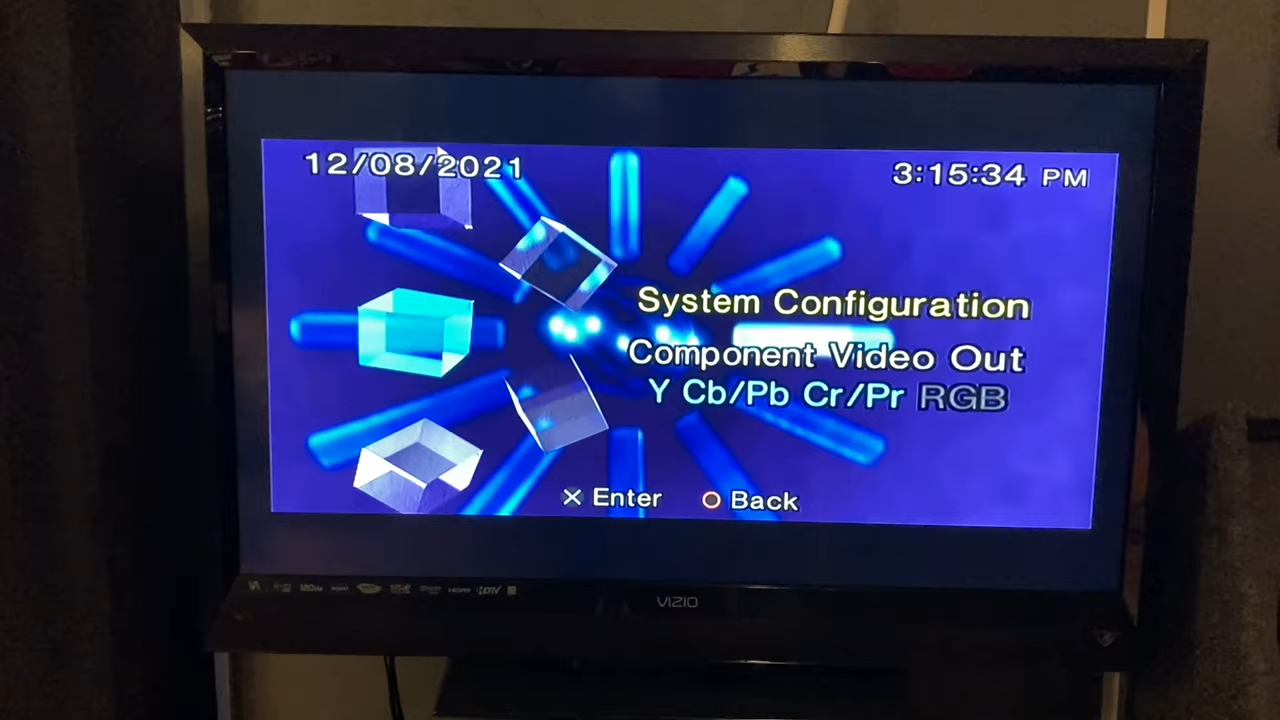 12/08/2021
3:15:34 PM
System Configuration
Component Video Out
Y Cb/Pb Cr/Pr RGB
Enter Back
VIZIO